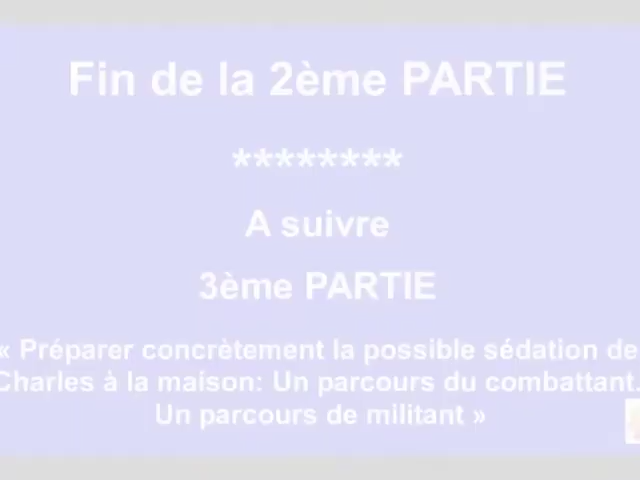 Fin de la 2ème PARTIE
********
A suivre
3ème PARTIE
« Préparer concrètement la possible sédation de
Charles à la maison: Un parcours du combattant.
Un parcours de militant »